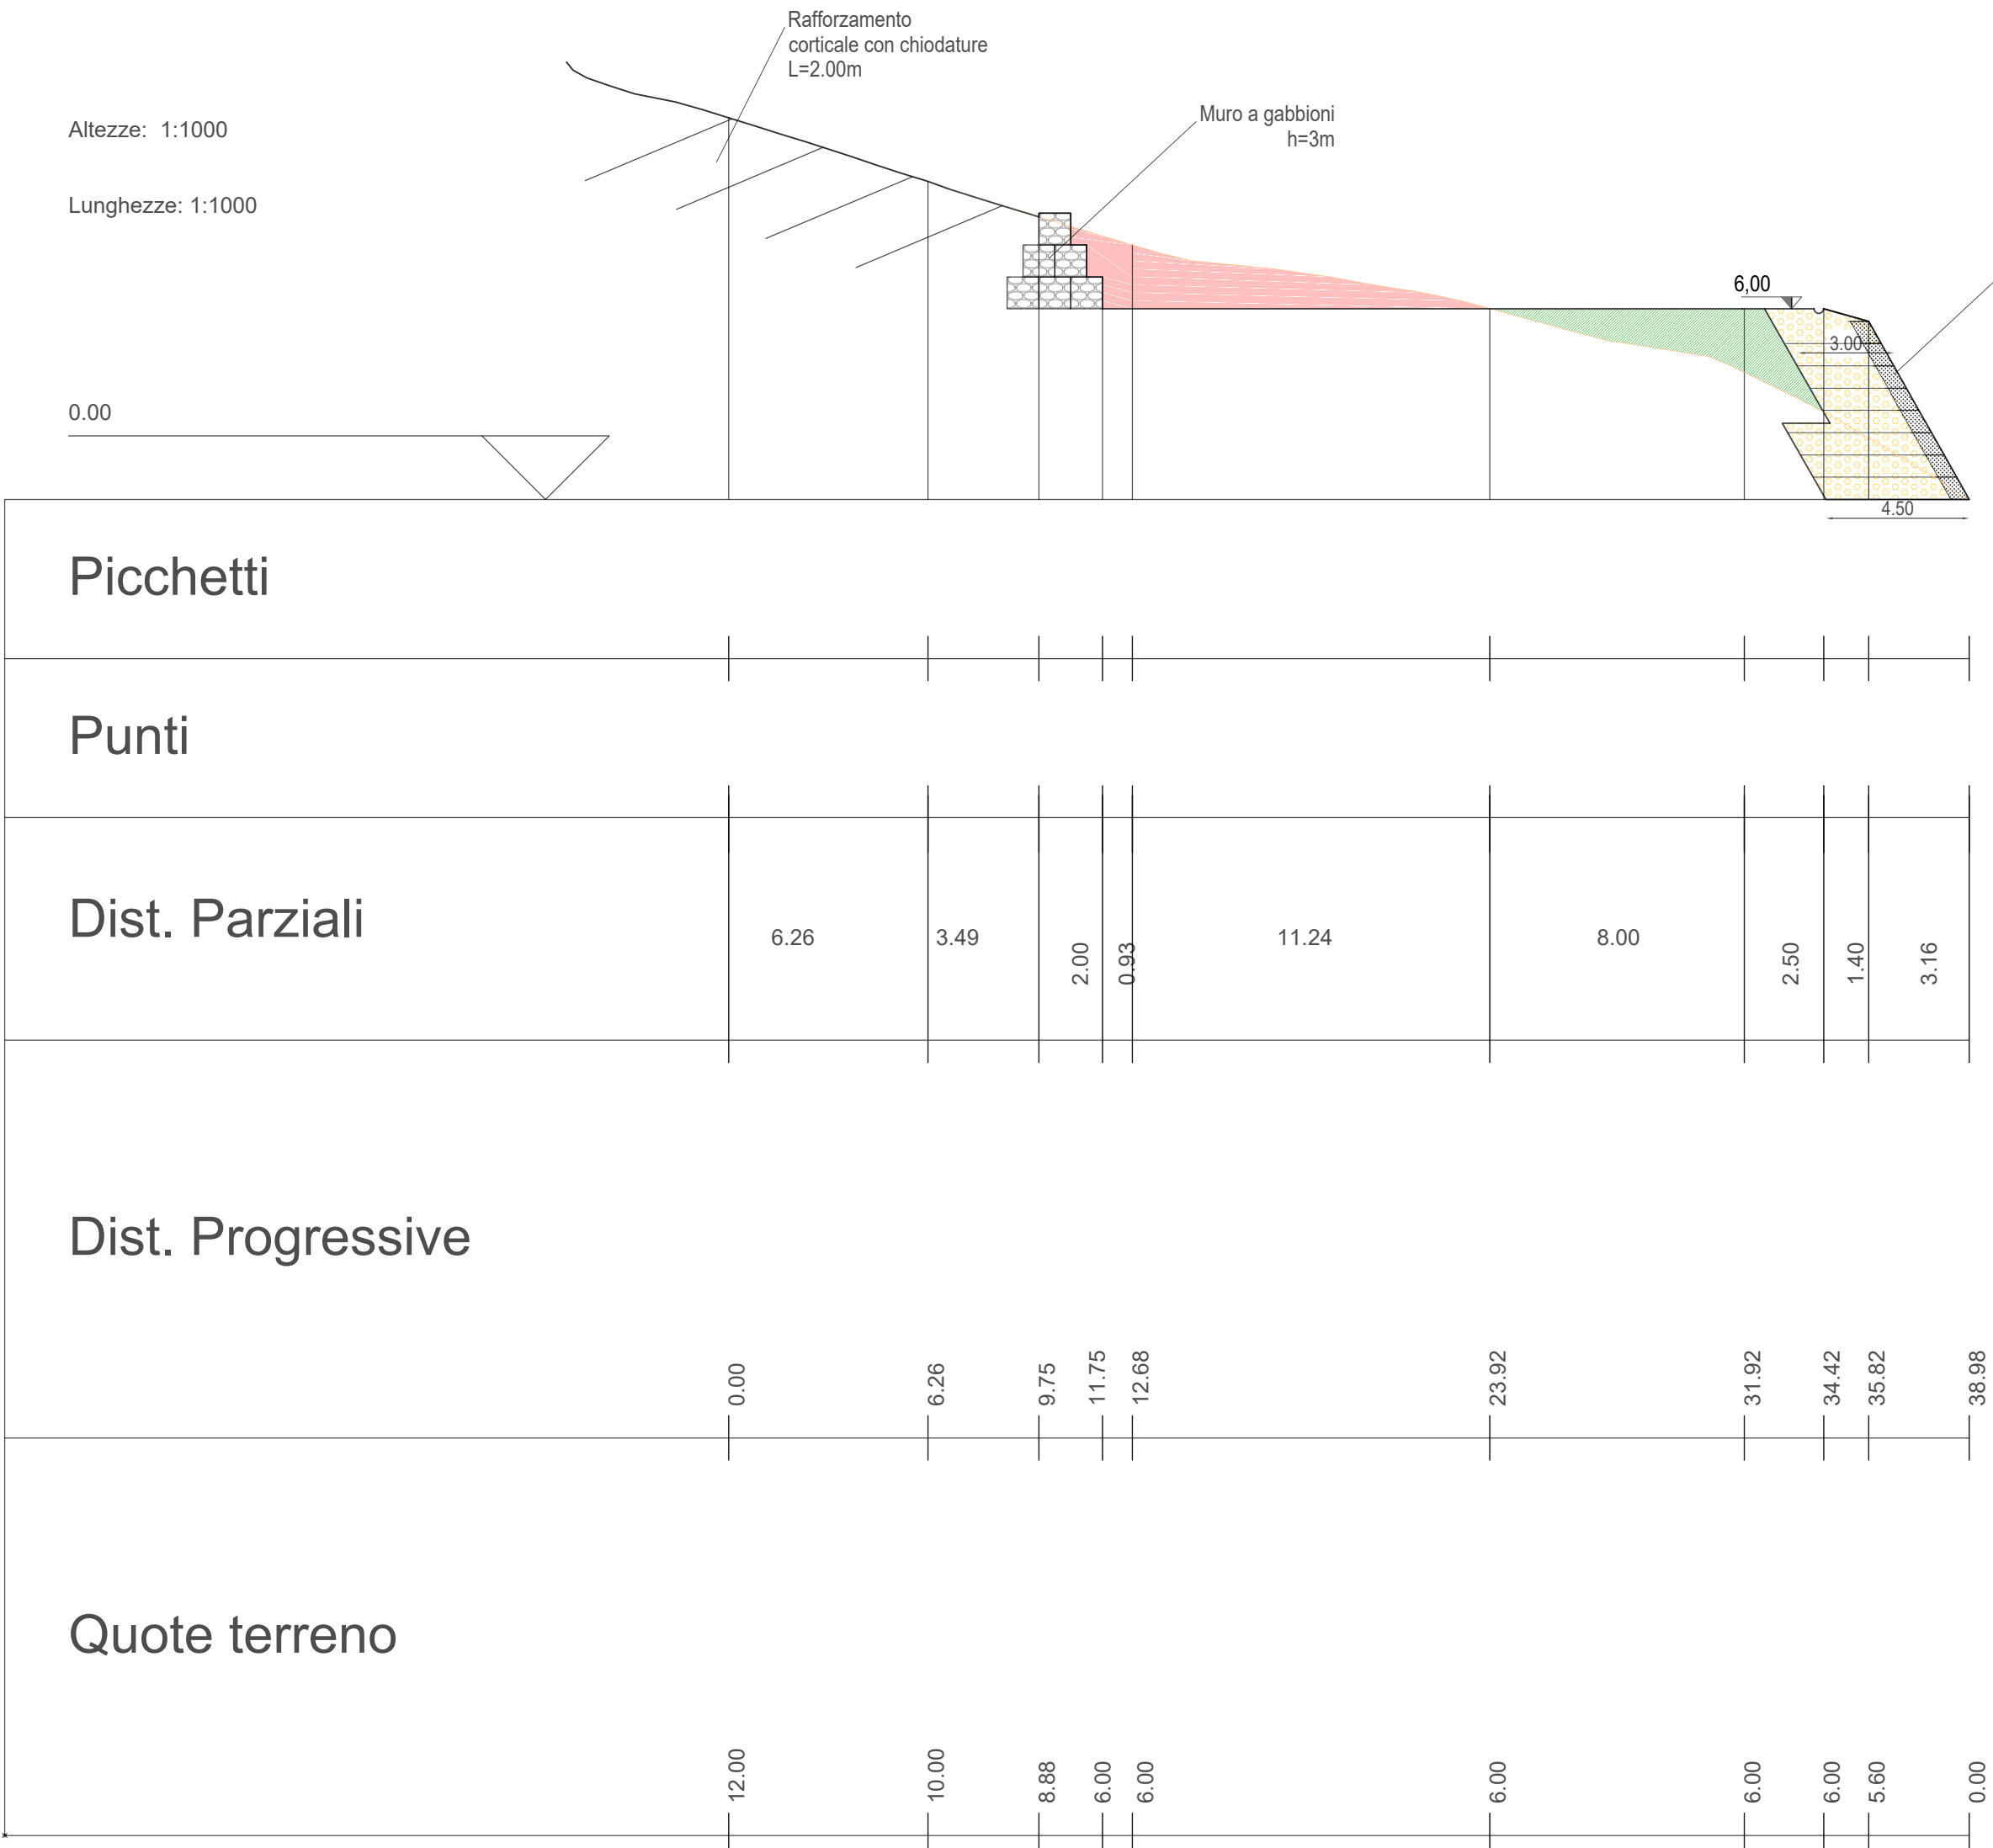 Rafforzamento
corticale con chiodature
L=2.00m
Muro a gabbioni
h=3m
Altezze: 1:1000
Lunghezze: 1:1000
6,00
3.00
0.00
4.50
Picchetti
Punti
Dist. Parziali
6.26
3.49
2.00
0.93
11.24
8.00
2.50
1.40
3.16
Dist. Progressive
0.00
6.26
9.75
11.75
12.68
23.92
31.92
34.42
35.82
38.98
Quote terreno
12.00
10.00
8.88
6.00
6.00
6.00
6.00
6.00
5.60
0.00